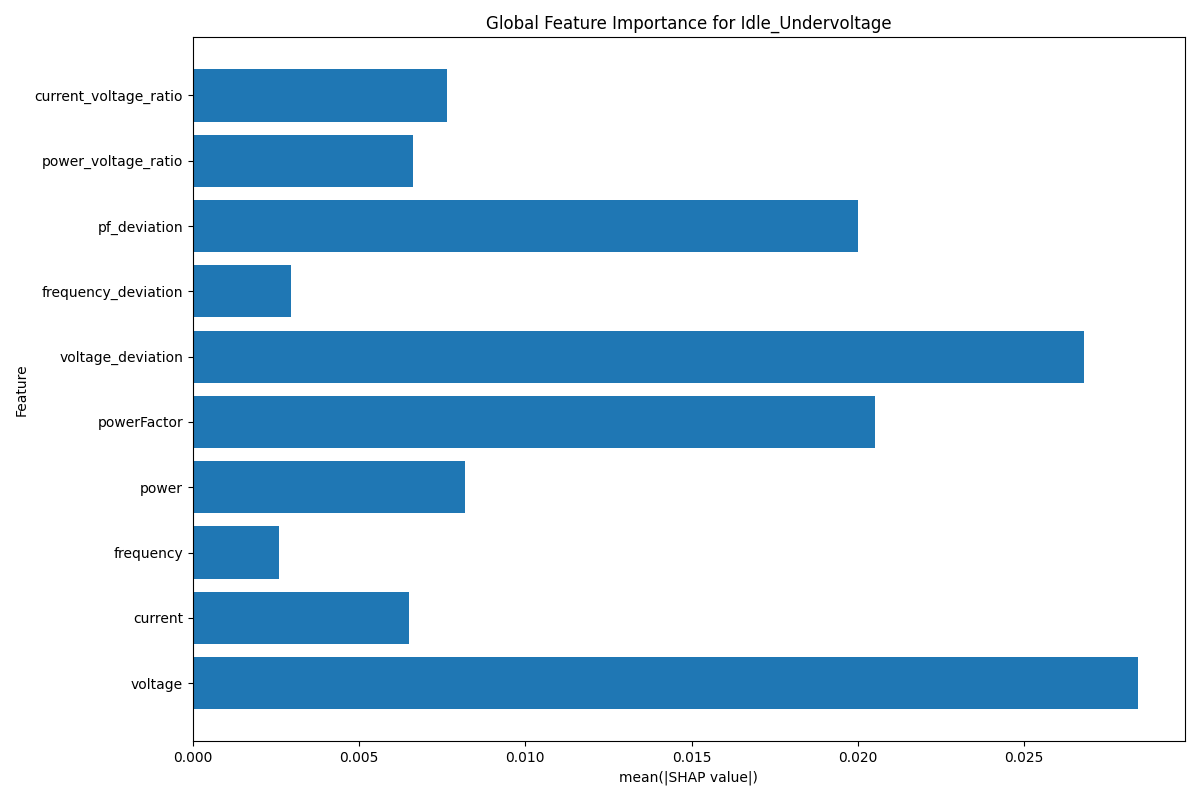 Global Feature Importance for Idle_Undervoltage
Feature
current_voltage_ratio
power_voltage_ratio
pf_deviation
frequency_deviation
voltage_deviation
powerFactor
power
frequency
current
voltage
0.000 0.005 0.010 0.015 0.020 0.025
mean(|SHAP value|)